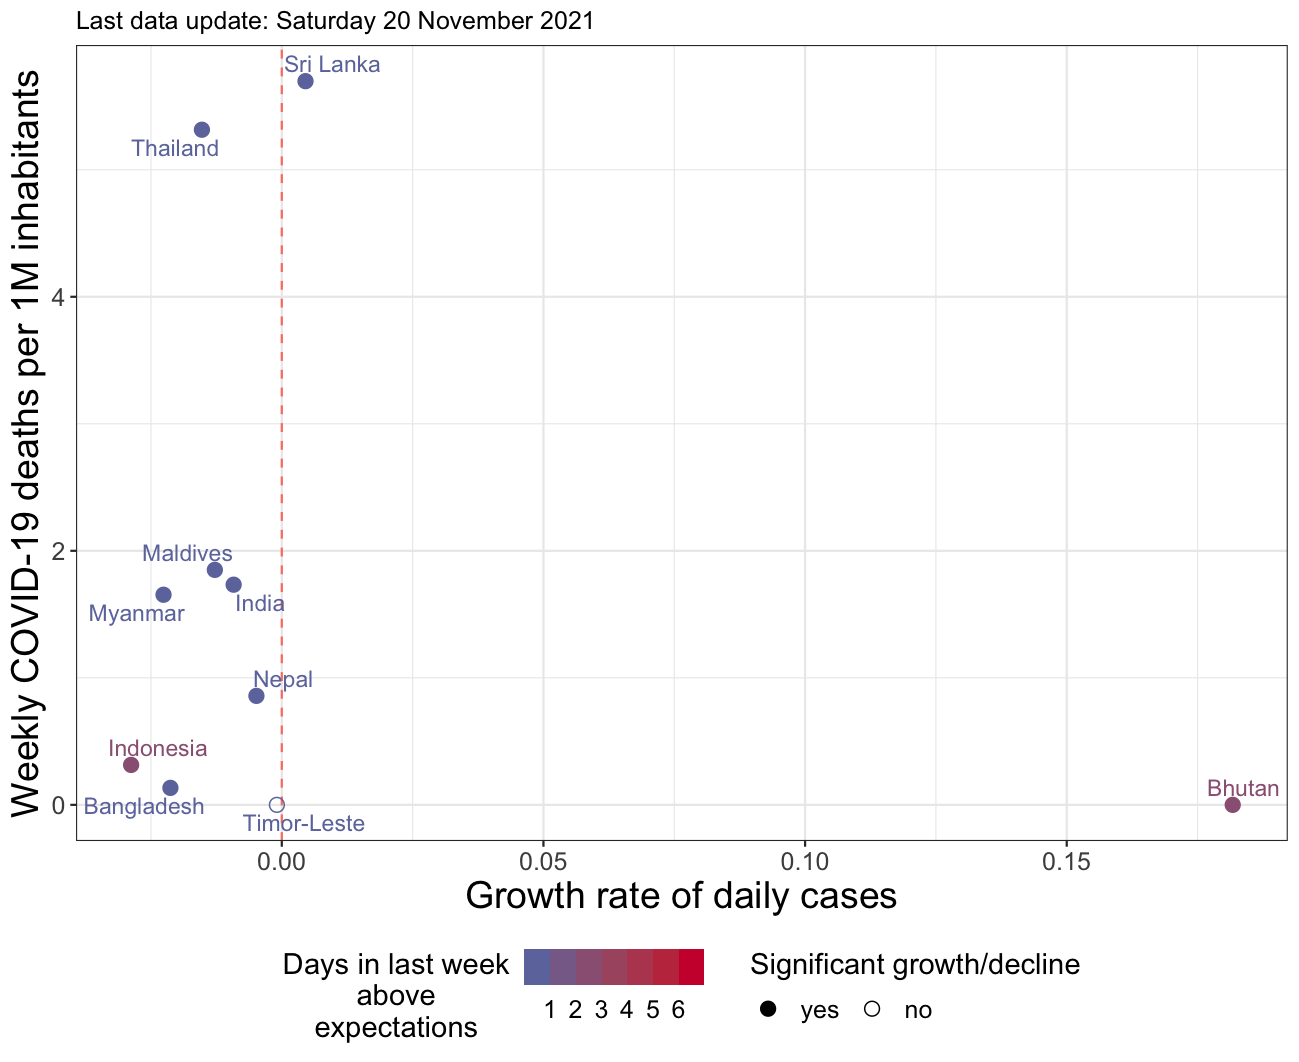 Last data update: Saturday 20 November 2021
Weekly COVID-19 deaths per 1M inhabitants
Sri Lanka
Thailand
4
2
Maldives
India
Myanmar
Nepal
Indonesia
Bhutan
0
Bangladesh
Timor-Leste
0.00 0.05 0.10 0.15
Growth rate of daily cases
Days in last week
above
expectations
1 2 3 4 5 6
Significant growth/decline
yes no